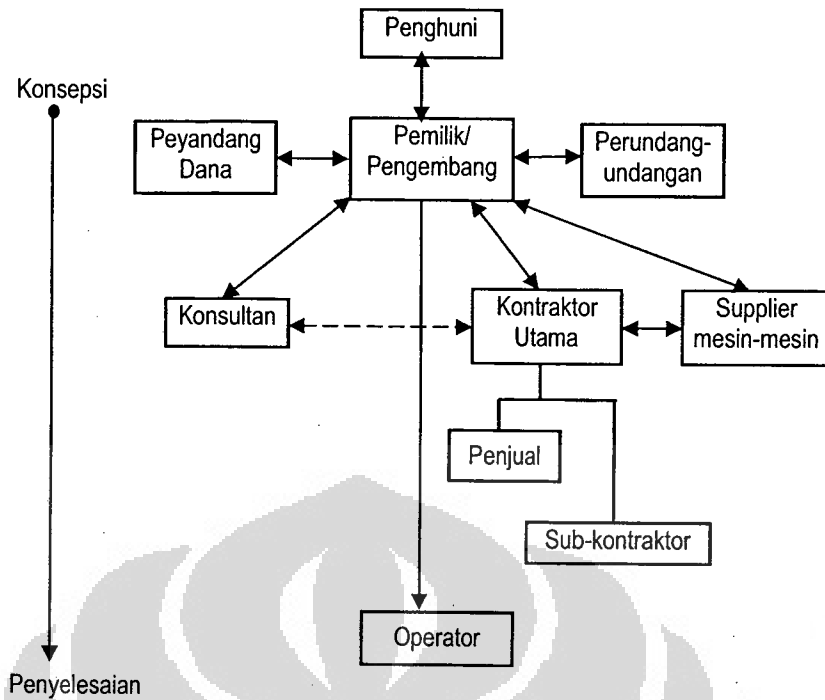 Penghuni
Konsepsi
Peyandang
Dana
Pemilik/
Pengembang
Perundang-
undangan
Konsultan
Kontraktor
Utama
Supplier
mesin-mesin
Penjual
Sub-kontraktor
Operator
Penyelesaian